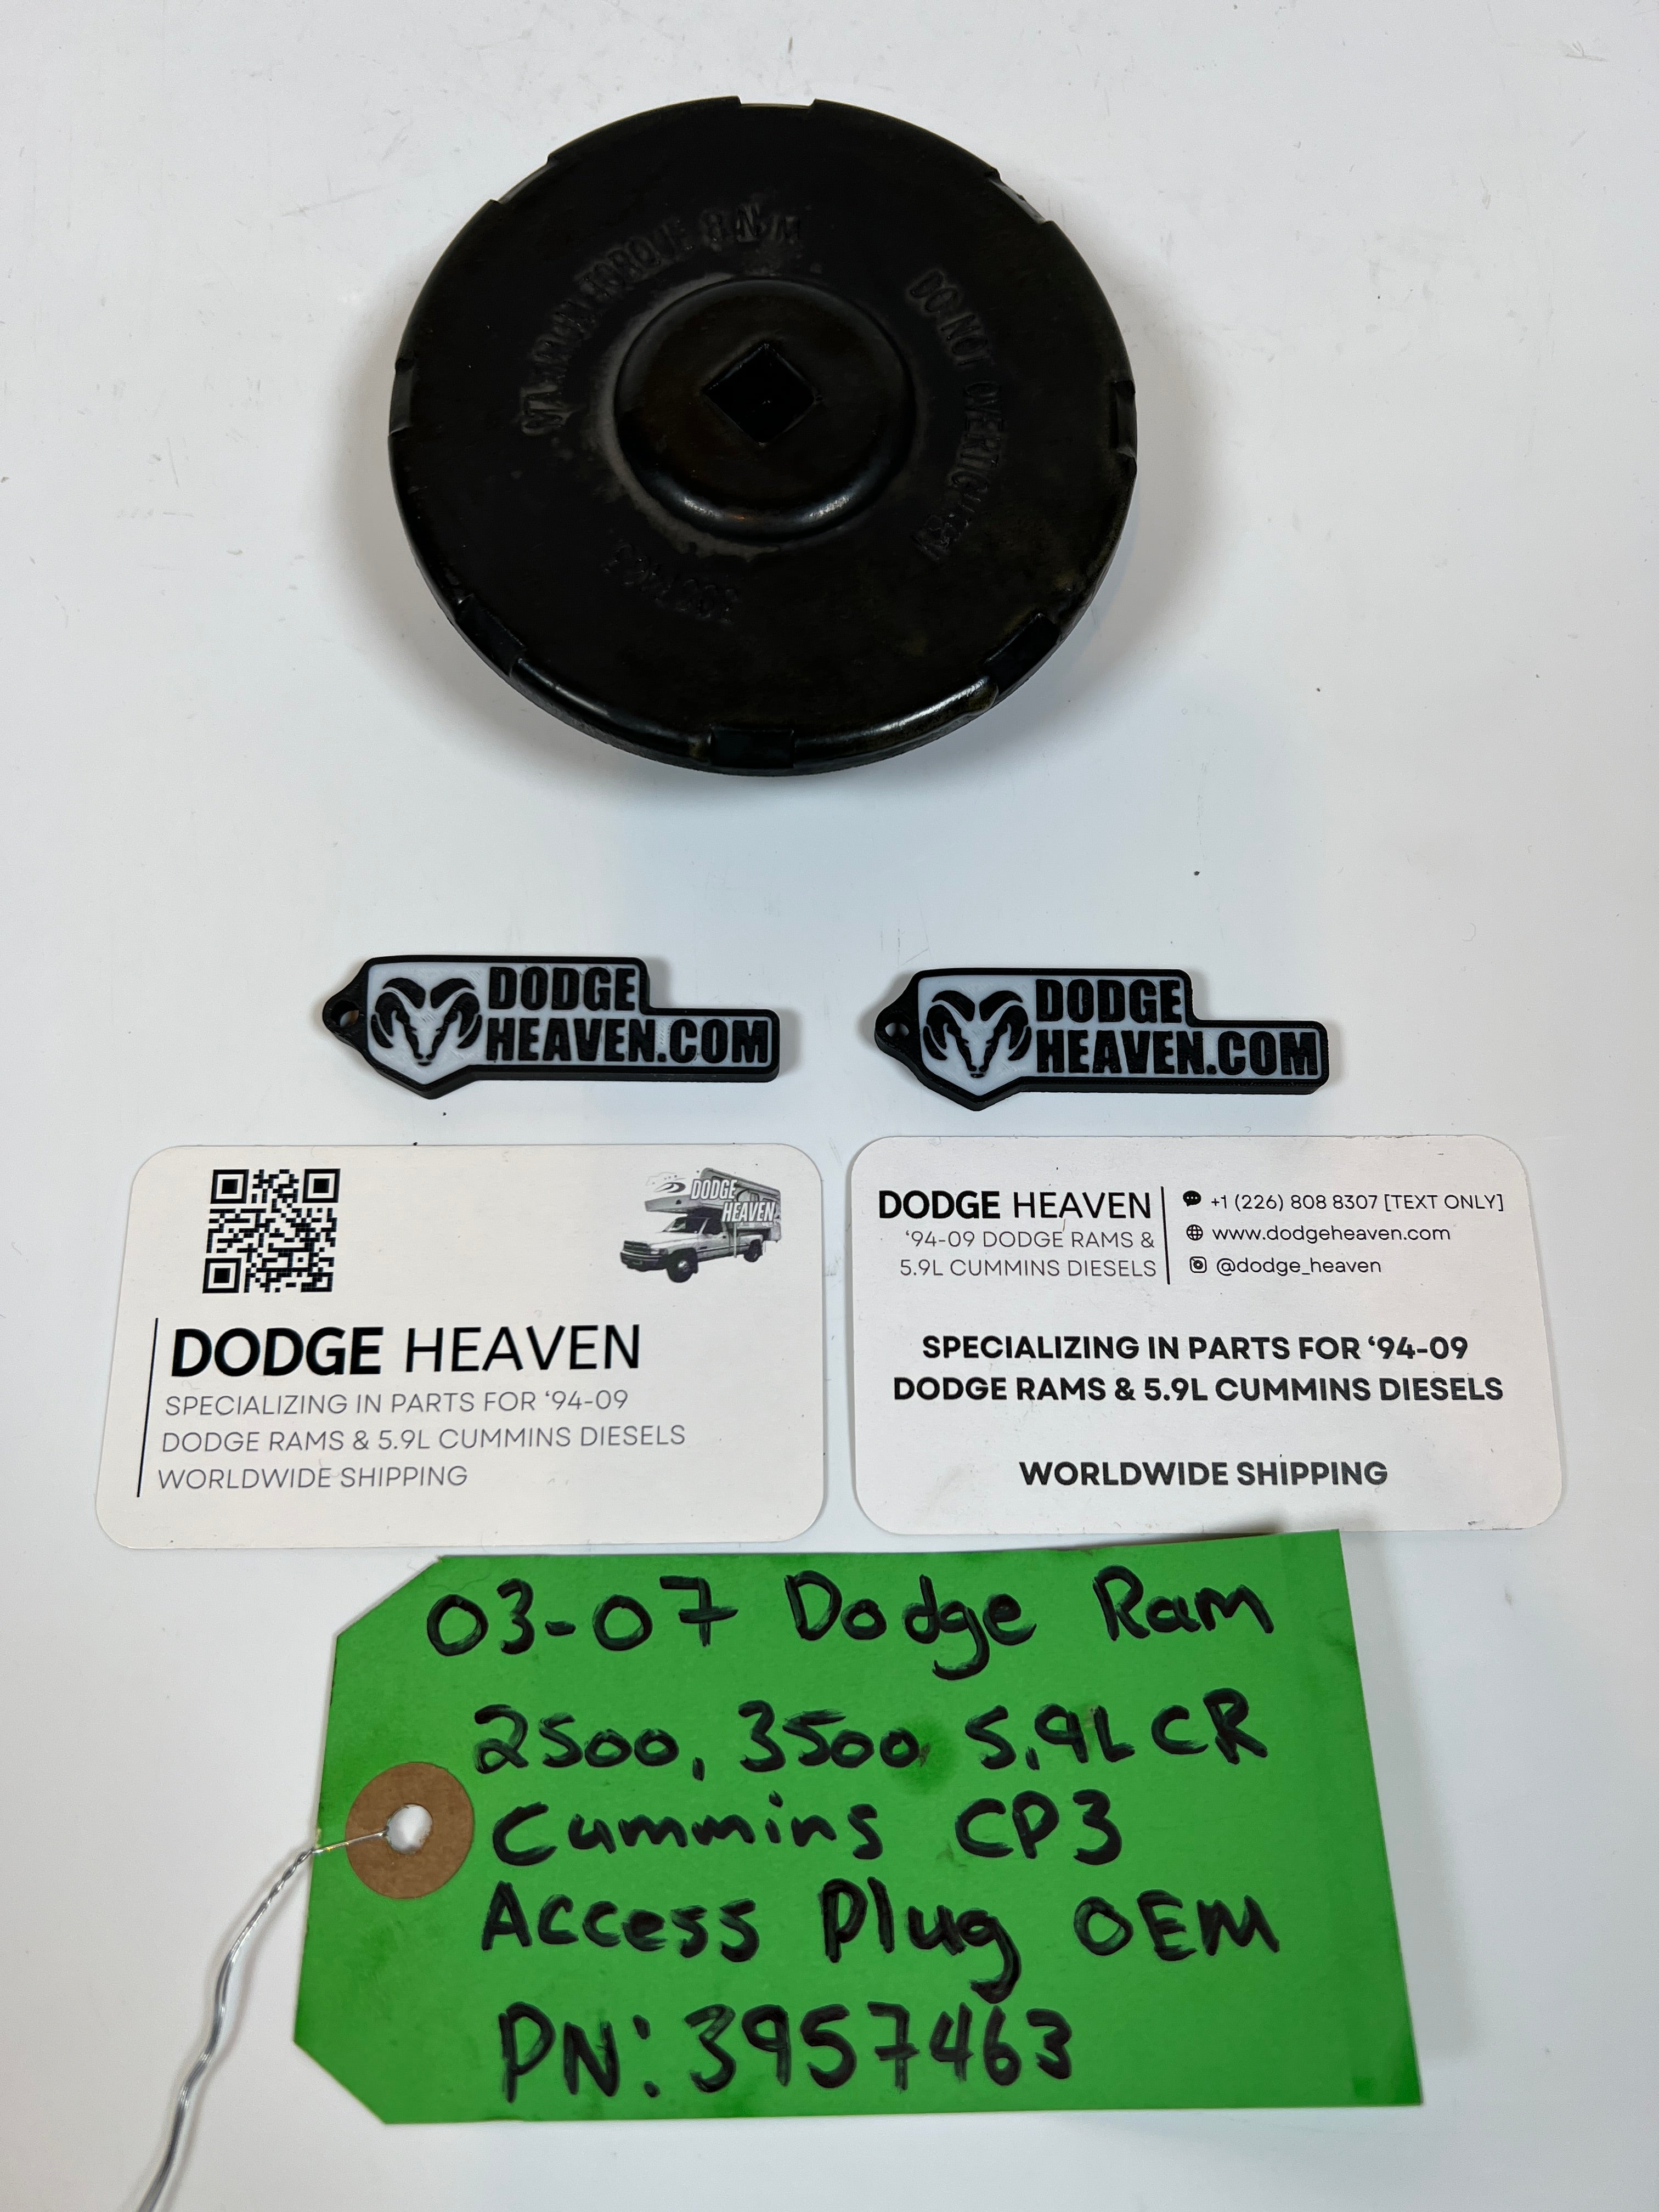 MAXIMUM TORQUE 8 N•M
DO NOT OVERTIGHTEN
3957463
DODGE
HEAVEN.COM
DODGE
HEAVEN.COM
DODGE
HEAVEN
DODGE HEAVEN
SPECIALIZING IN PARTS FOR ‘94-09
DODGE RAMS & 5.9L CUMMINS DIESELS
WORLDWIDE SHIPPING
DODGE HEAVEN
‘94-09 DODGE RAMS &
5.9L CUMMINS DIESELS
+1 (226) 808 8307 [TEXT ONLY]
www.dodgeheaven.com
@dodge_heaven
SPECIALIZING IN PARTS FOR ‘94-09
DODGE RAMS & 5.9L CUMMINS DIESELS
WORLDWIDE SHIPPING
03-07 Dodge Ram
2500, 3500 5.9L CR
Cummins CP3
Access Plug OEM
PN: 3957463